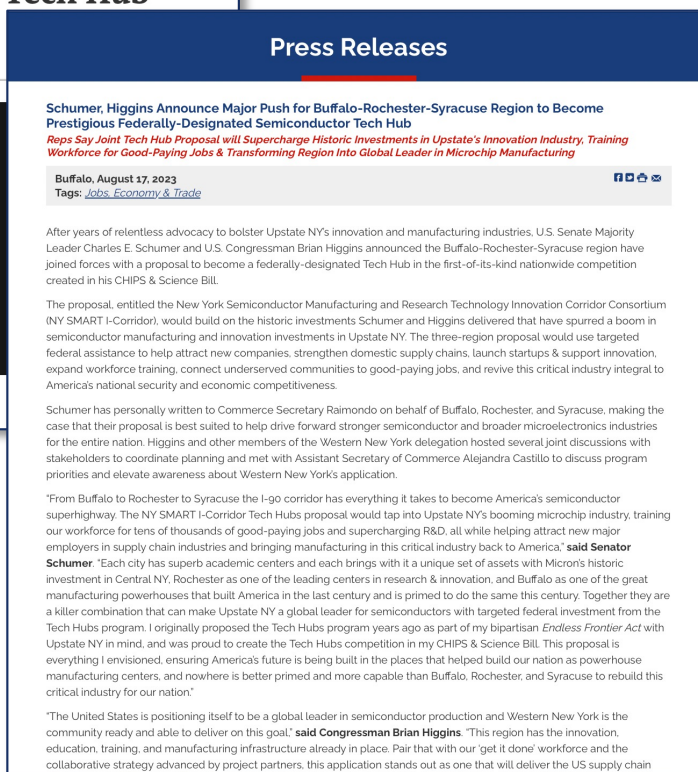 Tech Hub
Press Releases
Schumer, Higgins Announce Major Push for Buffalo-Rochester-Syracuse Region to Become
Prestigious Federally-Designated Semiconductor Tech Hub
Reps Say Joint Tech Hub Proposal will Supercharge Historic Investments in Upstate's Innovation Industry, Training
Workforce for Good-Paying Jobs & Transforming Region Into Global Leader in Microchip Manufacturing
Buffalo, August 17, 2023
Tags: Jobs, Economy & Trade
After years of relentless advocacy to bolster Upstate NY's innovation and manufacturing industries, U.S. Senate Majority
Leader Charles E. Schumer and U.S. Congressman Brian Higgins announced the Buffalo-Rochester-Syracuse region have
joined forces with a proposal to become a federally-designated Tech Hub in the first-of-its-kind nationwide competition
created in his CHIPS & Science Bill.
The proposal, entitled the New York Semiconductor Manufacturing and Research Technology Innovation Corridor Consortium
(NY SMART I-Corridor), would build on the historic investments Schumer and Higgins delivered that have spurred a boom in
semiconductor manufacturing and innovation investments in Upstate NY. The three-region proposal would use targeted
federal assistance to help attract new companies, strengthen domestic supply chains, launch startups & support innovation,
expand workforce training, connect underserved communities to good-paying jobs, and revive this critical industry integral to
America's national security and economic competitiveness.
Schumer has personally written to Commerce Secretary Raimondo on behalf of Buffalo, Rochester, and Syracuse, making the
case that their proposal is best suited to help drive forward stronger semiconductor and broader microelectronics industries
for the entire nation. Higgins and other members of the Western New York delegation hosted several joint discussions with
stakeholders to coordinate planning and met with Assistant Secretary of Commerce Alejandra Castillo to discuss program
priorities and elevate awareness about Western New York's application.
"From Buffalo to Rochester to Syracuse the I-90 corridor has everything it takes to become America's semiconductor
superhighway. The NY SMART I-Corridor Tech Hubs proposal would tap into Upstate NY's booming microchip industry, training
our workforce for tens of thousands of good-paying jobs and supercharging R&D, all while helping attract new major
employers in supply chain industries and bringing manufacturing in this critical industry back to America," said Senator
Schumer. "Each city has superb academic centers and each brings with it a unique set of assets with Micron's historic
investment in Central NY, Rochester as one of the leading centers in research & innovation, and Buffalo as one of the great
manufacturing powerhouses that built America in the last century and is primed to do the same this century. Together they are
a killer combination that can make Upstate NY a global leader for semiconductors with targeted federal investment from the
Tech Hubs program. I originally proposed the Tech Hubs program years ago as part of my bipartisan Endless Frontier Act with
Upstate NY in mind, and was proud to create the Tech Hubs competition in my CHIPS & Science Bill. This proposal is
everything I envisioned, ensuring America's future is being built in the places that helped build our nation as powerhouse
manufacturing centers, and nowhere is better primed and more capable than Buffalo, Rochester, and Syracuse to rebuild this
critical industry for our nation."
"The United States is positioning itself to be a global leader in semiconductor production and Western New York is the
community ready and able to deliver on this goal," said Congressman Brian Higgins. "This region has the innovation,
education, training, and manufacturing infrastructure already in place. Pair that with our 'get it done' workforce and the
collaborative strategy advanced by project partners, this application stands out as one that will deliver the US supply chain